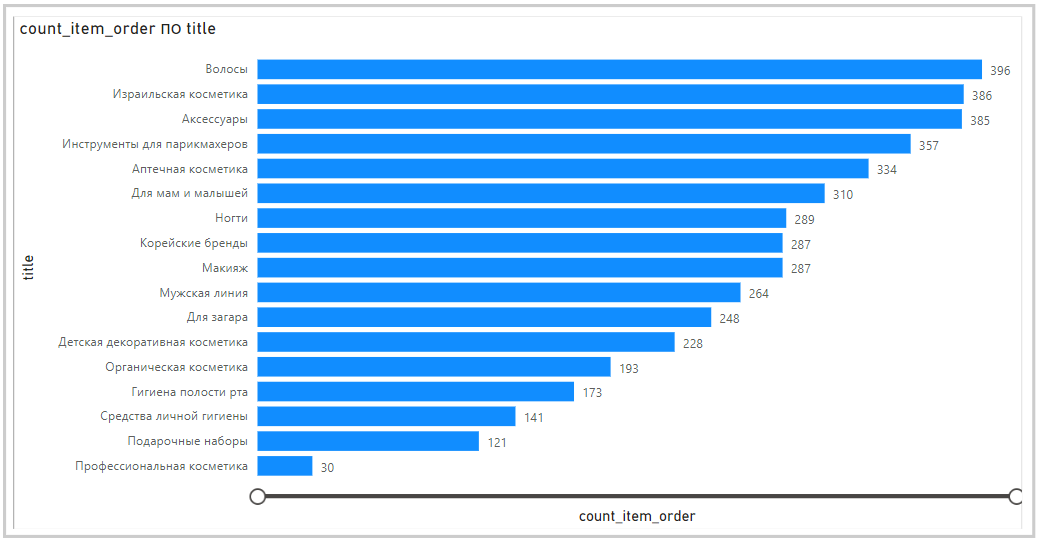 count_item_order ПО title
Волосы 396
Израильская косметика 386
Аксессуары 385
Инструменты для парикмахеров 357
Аптечная косметика 334
Для мам и малышей 310
Ногти 289
Корейские бренды 287
Макияж 287
Мужская линия 264
Для загара 248
Детская декоративная косметика 228
Органическая косметика 193
Гигиена полости рта 173
Средства личной гигиены 141
Подарочные наборы 121
Профессиональная косметика 30
title
count_item_order